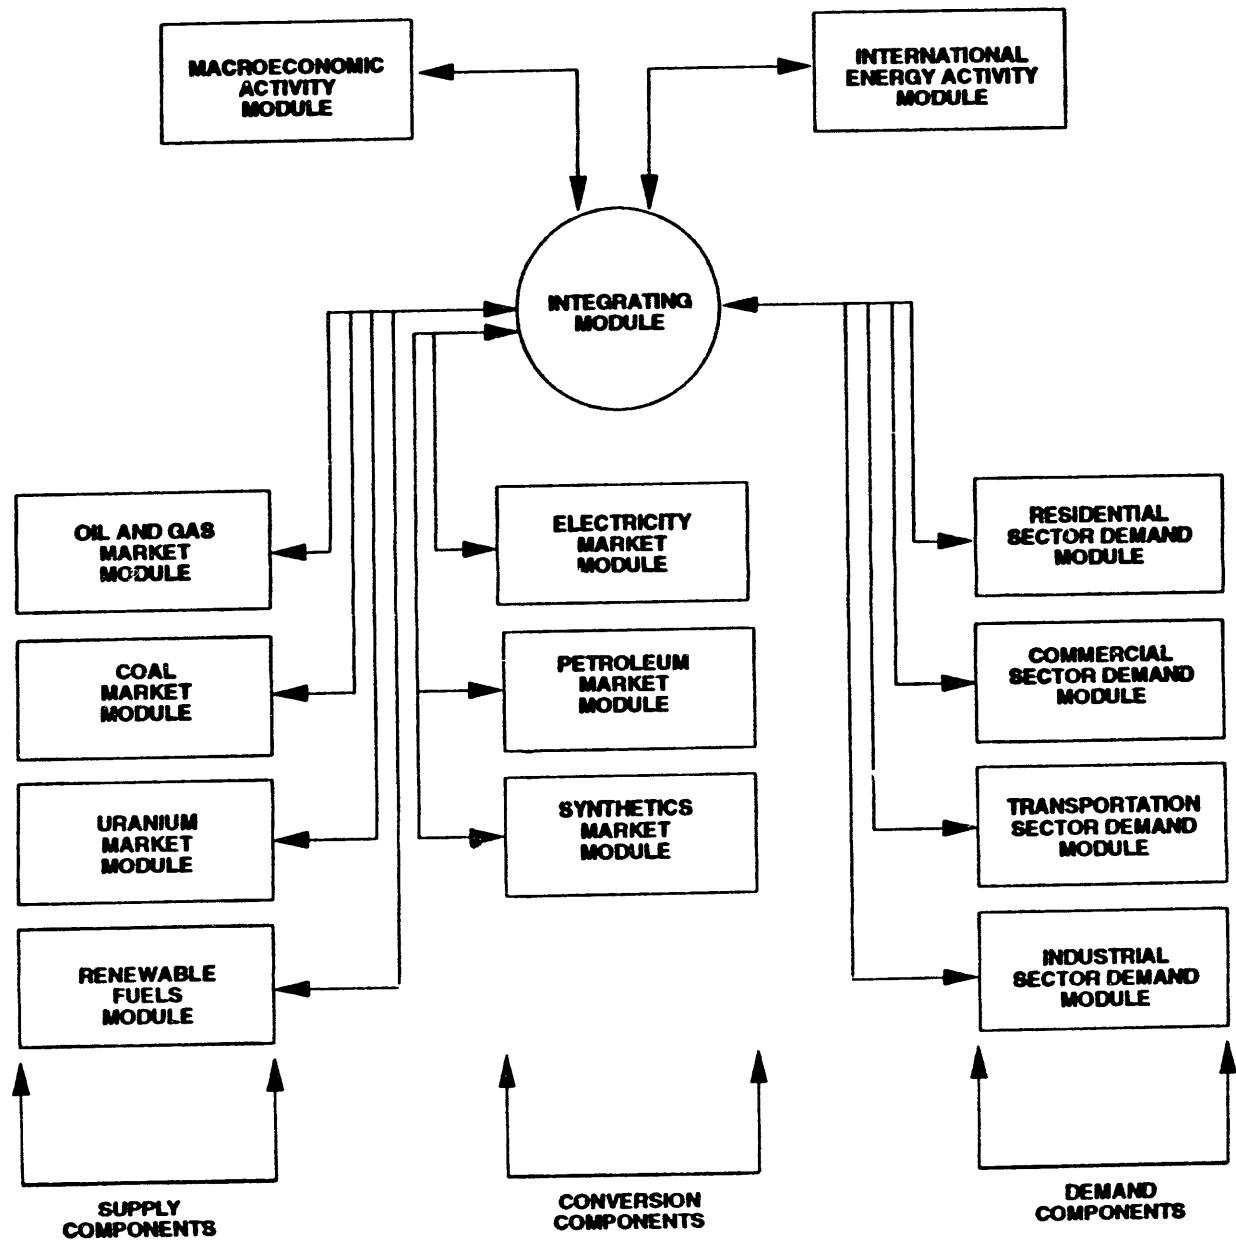 MACROECONOMIC
ACTIVITY
MODULE
INTERNATIONAL
ENERGY ACTIVITY
MODULE
INTEGRATING
MODULE
OIL AND GAS
MARKET
MODULE
COAL
MARKET
MODULE
URANIUM
MARKET
MODULE
RENEWABLE
FUELS
MODULE
SUPPLY
COMPONENTS
ELECTRICITY
MARKET
MODULE
PETROLEUM
MARKET
MODULE
SYNTHETICS
MARKET
MODULE
CONVERSION
COMPONENTS
RESIDENTIAL
SECTOR DEMAND
MODULE
COMMERCIAL
SECTOR DEMAND
MODULE
TRANSPORTATION
SECTOR DEMAND
MODULE
INDUSTRIAL
SECTOR DEMAND
MODULE
DEMAND
COMPONENTS